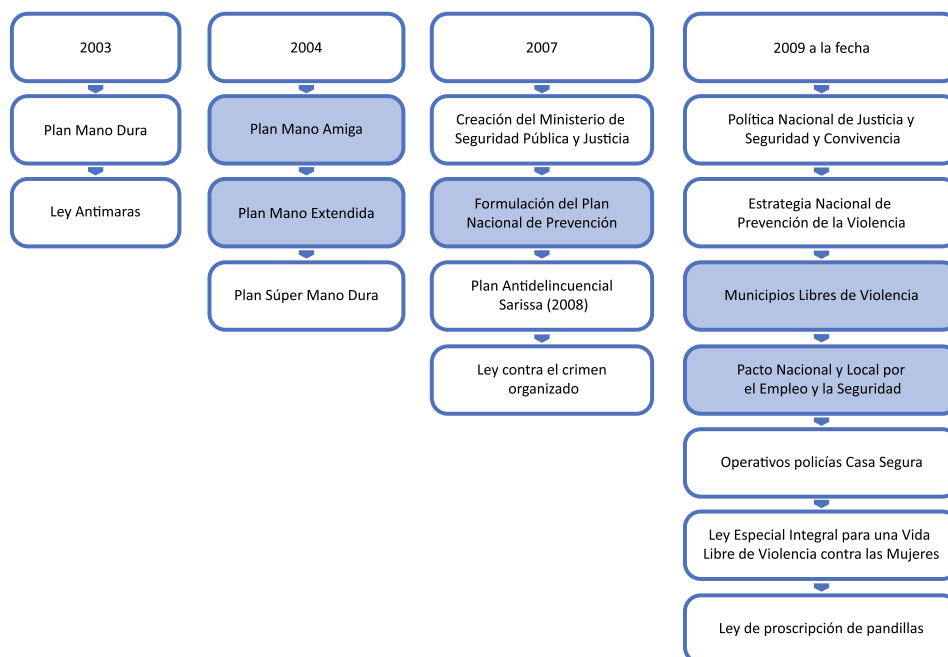 2003
Plan Mano Dura
Ley Antimaras
2004
Plan Mano Amiga
Plan Mano Extendida
Plan Súper Mano Dura
2007
Creación del Ministerio de
Seguridad Pública y Justicia
Formulación del Plan
Nacional de Prevención
Plan Antidelincuencial
Sarissa (2008)
Ley contra el crimen
organizado
2009 a la fecha
Política Nacional de Justicia y
Seguridad y Convivencia
Estrategia Nacional de
Prevención de la Violencia
Municipios Libres de Violencia
Pacto Nacional y Local por
el Empleo y la Seguridad
Operativos policías Casa Segura
Ley Especial Integral para una Vida
Libre de Violencia contra las Mujeres
Ley de proscripción de pandillas